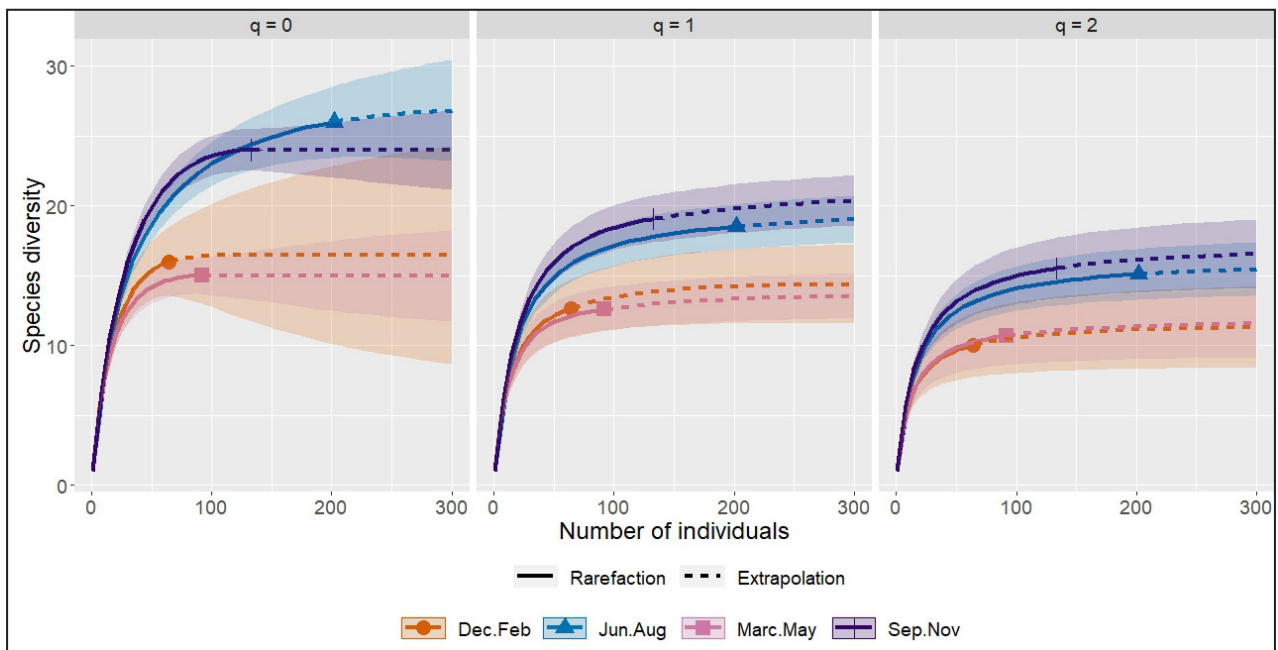 q = 0 q = 1 q = 2
Species diversity
30
20
10
0
0 100 200 300 0 100 200 300 0 100 200 300
Number of individuals
Rarefaction Extrapolation
Dec.Feb Jun.Aug Marc.May Sep.Nov